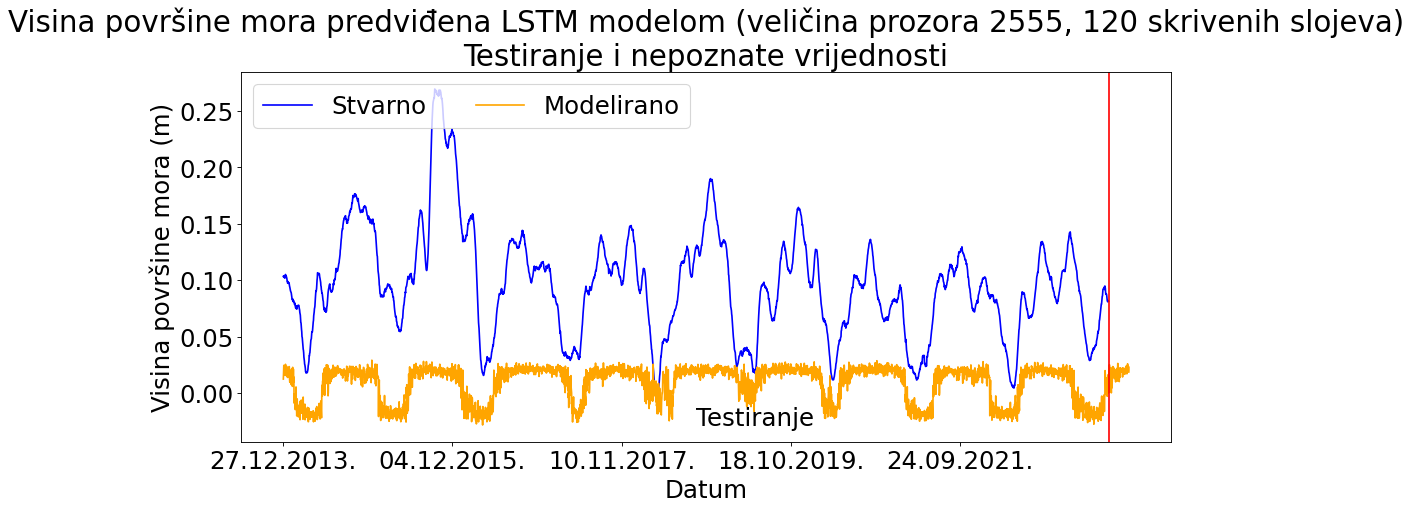 Visina površine mora predviđena LSTM modelom (veličina prozora 2555, 120 skrivenih slojeva)
Testiranje i nepoznate vrijednosti
Stvarno Modelirano
Visina površine mora (m)
0.25
0.20
0.15
0.10
0.05
0.00
Testiranje
27.12.2013. 04.12.2015. 10.11.2017. 18.10.2019. 24.09.2021.
Datum